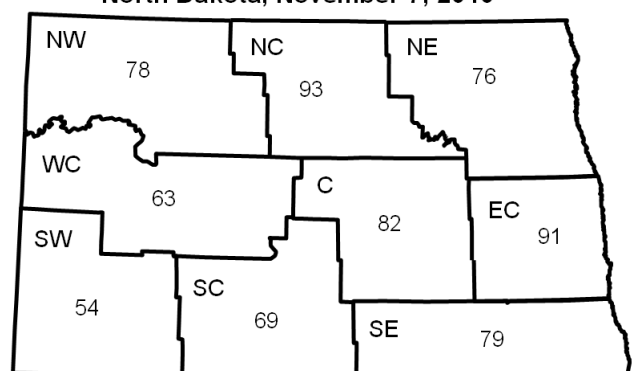 North Dakota, November 7, 2010
NW
78
NC
93
NE
76
WC
63
C
82
EC
91
SW
54
SC
69
SE
79